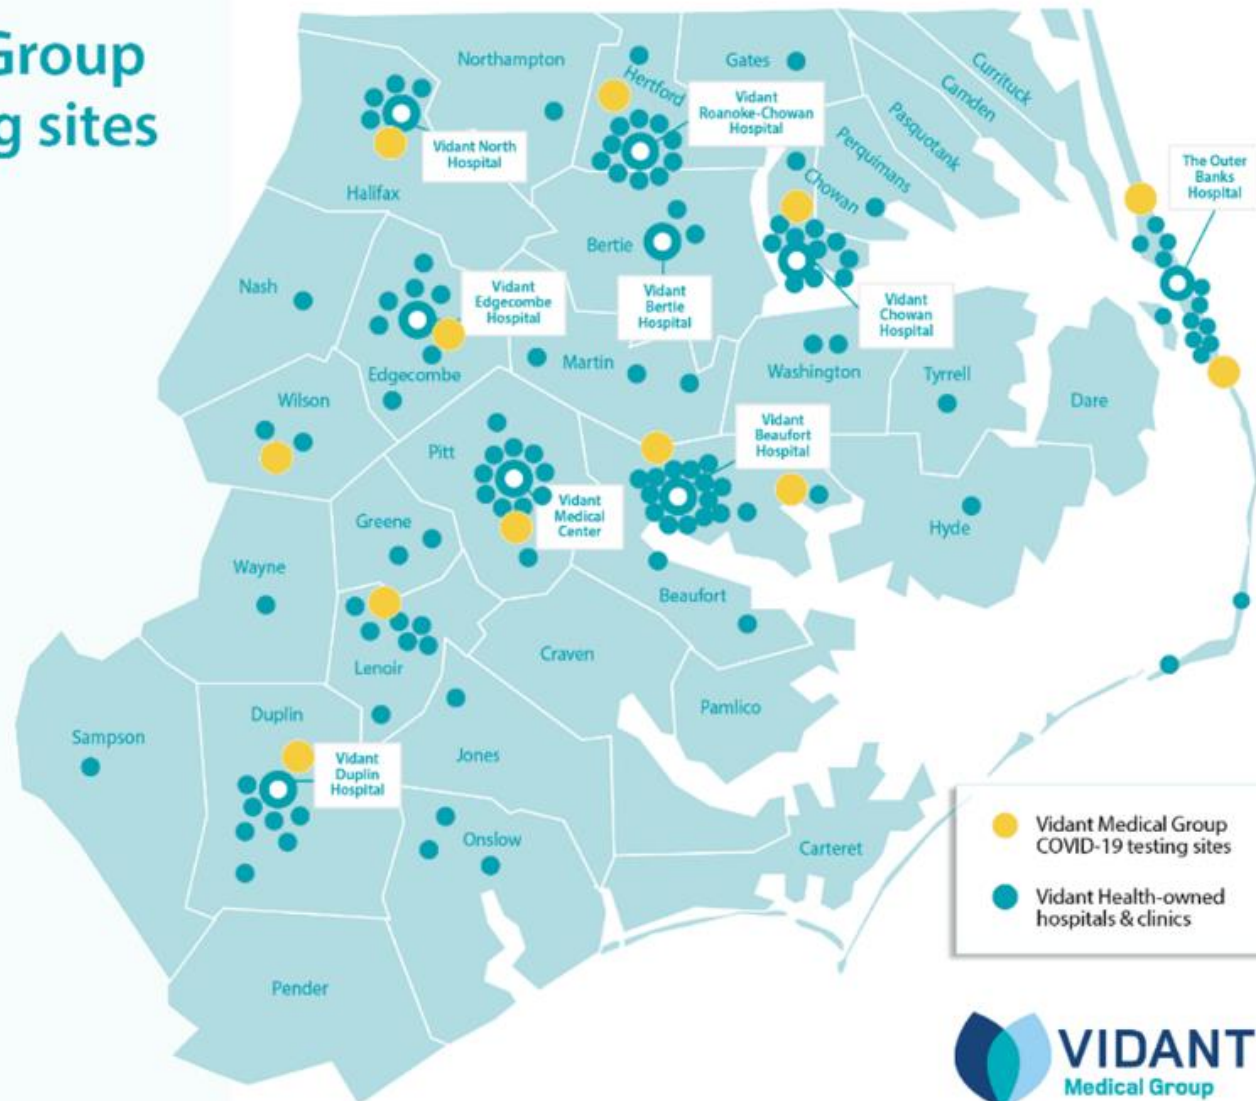 Group
g sites
Northampton
Gates
Currituck
Hertford
Camden
Vidant
Roanoke-Chowan
Hospital
Pasquotank
Vidant North
Hospital
Perquimans
The Outer
Banks
Hospital
Halifax
Chowan
Bertie
Nash
Vidant
Edgecombe
Hospital
Vidant
Bertie
Hospital
Vidant
Chowan
Hospital
Martin
Edgecombe
Washington
Tyrrell
Wilson
Dare
Vidant
Beaufort
Hospital
Pitt
Vidant
Medical
Center
Greene
Hyde
Wayne
Beaufort
Craven
Lenoir
Pamlico
Duplin
Sampson
Jones
Vidant
Duplin
Hospital
Onslow
Carteret
Vidant Medical Group
COVID-19 testing sites
Vidant Health-owned
hospitals & clinics
Pender
VIDANT
Medical Group